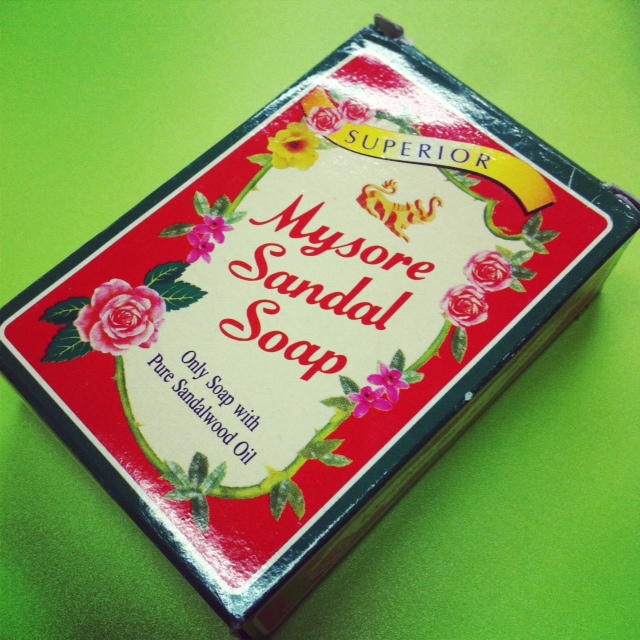 SUPERIOR
Mysore
Sandal
Soap
Only Soap with
Pure Sandalwood Oil